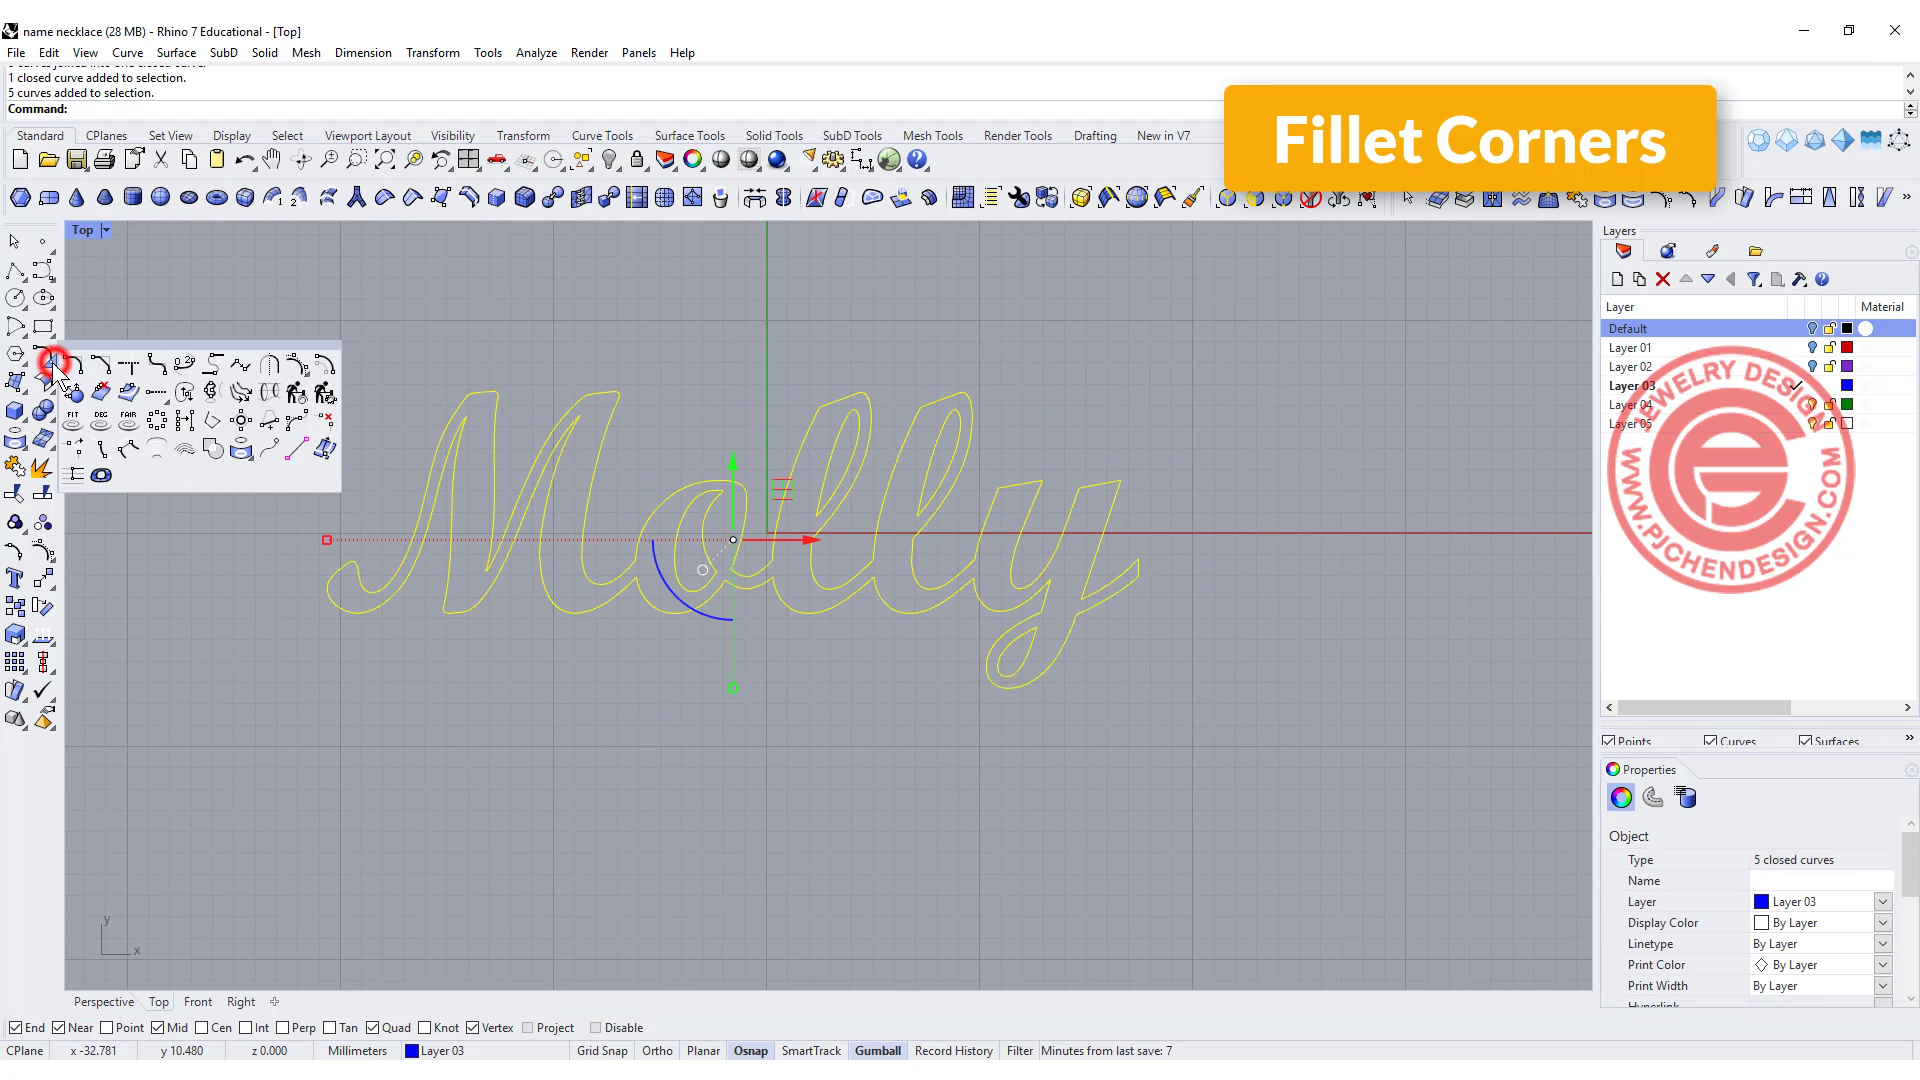 name necklace (28 MB) - Rhino 7 Educational - [Top]
File Edit View Curve Surface SubD Solid Mesh Dimension Transform Tools Analyze Render Panels Help
1 closed curve added to selection.
5 curves added to selection.
Command:
Fillet Corners
Standard CPlanes Set View Display Select Viewport Layout Visibility Transform Curve Tools Surface Tools Solid Tools SubD Tools Mesh Tools Render Tools Drafting New in V7
Top
Layers
Layer Material
Default
Layer 01
Layer 02
Layer 03
Layer 04
Layer 05
JEWELRY DESIGN
WWW.PJCHENDESIGN.COM
FIT DEG FAIR
Molly
Points Curves Surfaces
Properties
Object
Type 5 closed curves
Name
Layer Layer 03
Display Color By Layer
Linetype By Layer
Print Color By Layer
Print Width By Layer
Hyperlink
y
x
Perspective Top Front Right
End Near Point Mid Cen Int Perp Tan Quad Knot Vertex Project Disable
CPlane x -32.781 y 10.480 z 0.000 Millimeters Layer 03 Grid Snap Ortho Planar Osnap SmartTrack Gumball Record History Filter Minutes from last save: 7